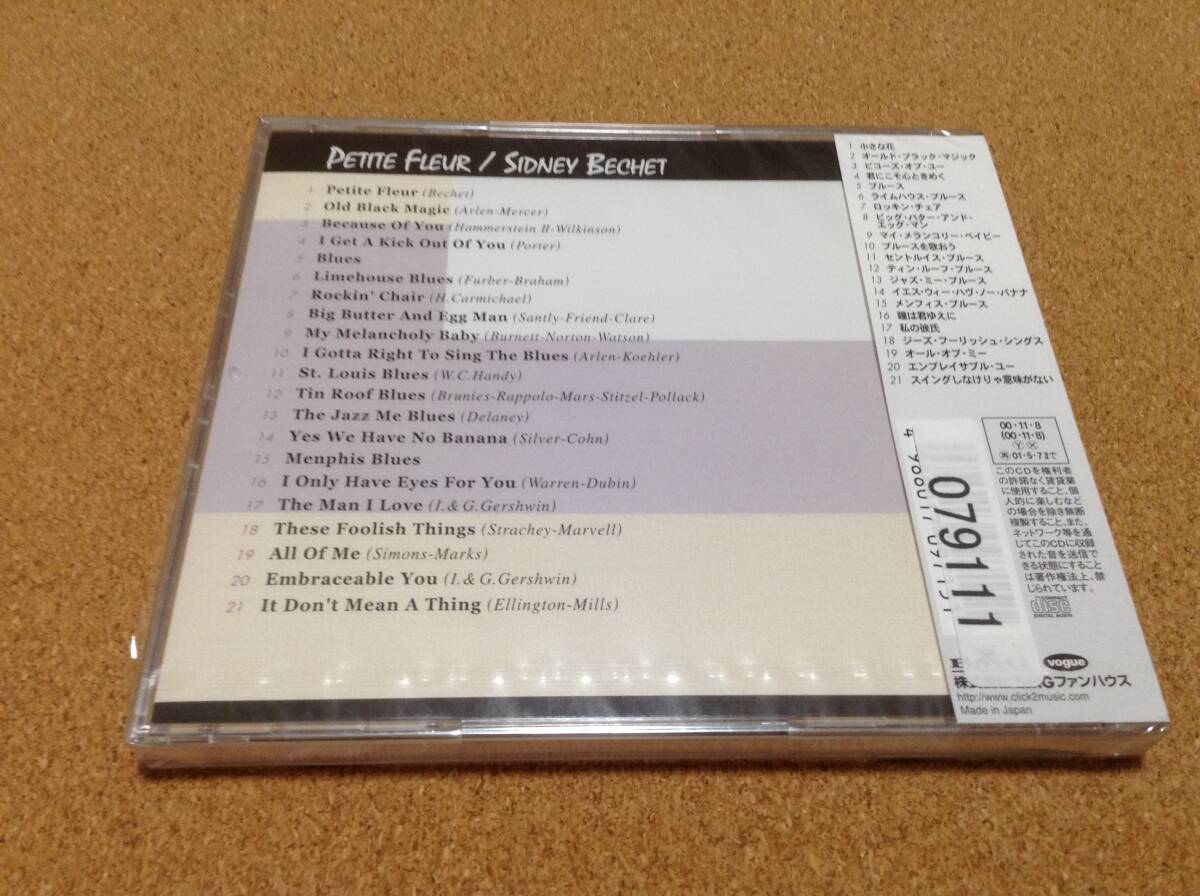 PETITE FLEUR / SIDNEY BECHET
1 Petite Fleur (Bechet)
2 Old Black Magic (Arlen-Mercer)
3 Because Of You (Hammerstein II-Wilkinson)
4 I Get A Kick Out Of You (Porter)
5 Blues
6 Limehouse Blues (Furber-Braham)
7 Rockin' Chair (H.Carmichael)
8 Big Butter And Egg Man (Santly-Friend-Clare)
9 My Melancholy Baby (Burnett-Norton-Watson)
10 I Gotta Right To Sing The Blues (Arlen-Koehler)
11 St. Louis Blues (W.C.Handy)
12 Tin Roof Blues (Brunies-Rappolo-Mars-Stitzel-Pollack)
13 The Jazz Me Blues (Delaney)
14 Yes We Have No Banana (Silver-Cohn)
15 Menphis Blues
16 I Only Have Eyes For You (Warren-Dubin)
17 The Man I Love (I.& G.Gershwin)
18 These Foolish Things (Strachey-Marvell)
19 All Of Me (Simons-Marks)
20 Embraceable You (I.& G.Gershwin)
21 It Don't Mean A Thing (Ellington-Mills)
1 小さな花
2 オールド・ブラック・マジック
3 ビコーズ・オブ・ユー
4 君にこそ心ときめく
5 ブルース
6 ライムハウス・ブルース
7 ロッキン・チェア
8 ビッグ・バター・アンド・
エッグ・マン
9 マイ・メランコリー・ベイビー
10 ブルースを歌おう
11 セントルイス・ブルース
12 ティン・ルーフ・ブルース
13 ジャズ・ミー・ブルース
14 イエス・ウィー・ハヴ・ノー・バナナ
15 メンフィス・ブルース
16 瞳は君ゆえに
17 私の彼氏
18 ジーズ・フーリッシュ・シングス
19 オール・オブ・ミー
20 エンブレイサブル・ユー
21 スイングしなけりゃ意味がない
00・11・8
(00・11・8)
Ⓨ Ⓧ
㋣01・5・7まで
このCDを権利者
の許諾なく賃貸業
に使用すること、個
人的に楽しむなど
の場合を除き無断
複製すること、また、
ネットワーク等を通
じてこのCDに収録
された音を送信で
きる状態にすること
は著作権法上、禁
じられています。
079111
COMPACT
disc
DIGITAL AUDIO
vogue
株 Gファンハウス
http://www.click2music.com
Made in Japan